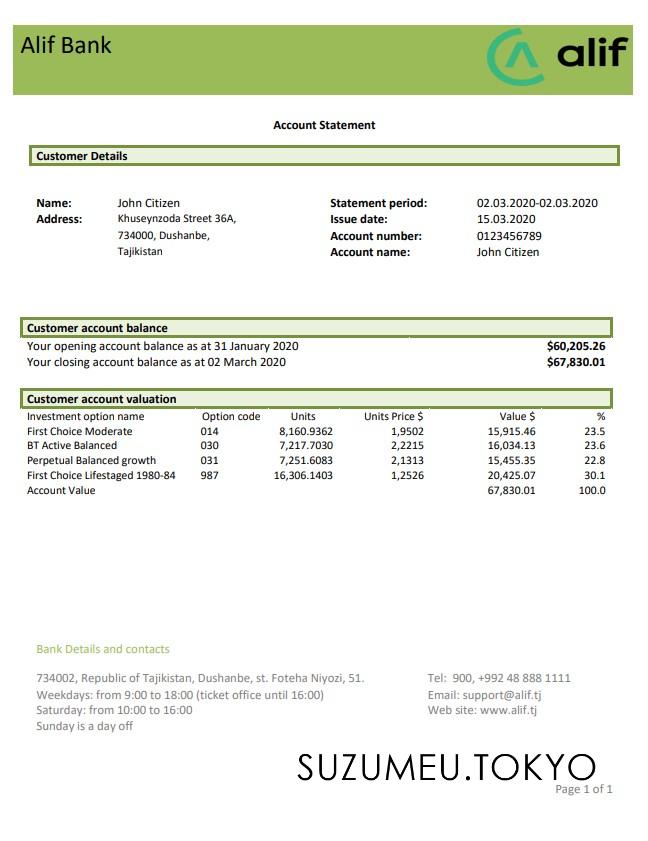 Alif Bank
alif
Account Statement
Customer Details
Name: John Citizen Statement period: 02.03.2020-02.03.2020
Address: Khuseynzoda Street 36A, Issue date: 15.03.2020
734000, Dushanbe, Account number: 0123456789
Tajikistan Account name: John Citizen
Customer account balance
Your opening account balance as at 31 January 2020 $60,205.26
Your closing account balance as at 02 March 2020 $67,830.01
Customer account valuation
Investment option name Option code Units Units Price $ Value $ %
First Choice Moderate 014 8,160.9362 1,9502 15,915.46 23.5
BT Active Balanced 030 7,217.7030 2,2215 16,034.13 23.6
Perpetual Balanced growth 031 7,251.6083 2,1313 15,455.35 22.8
First Choice Lifestaged 1980-84 987 16,306.1403 1,2526 20,425.07 30.1
Account Value 67,830.01 100.0
Bank Details and contacts
734002, Republic of Tajikistan, Dushanbe, st. Foteha Niyozi, 51. Tel: 900, +992 48 888 1111
Weekdays: from 9:00 to 18:00 (ticket office until 16:00) Email: support@alif.tj
Saturday: from 10:00 to 16:00 Web site: www.alif.tj
Sunday is a day off
SUZUMEU.TOKYO
Page 1 of 1